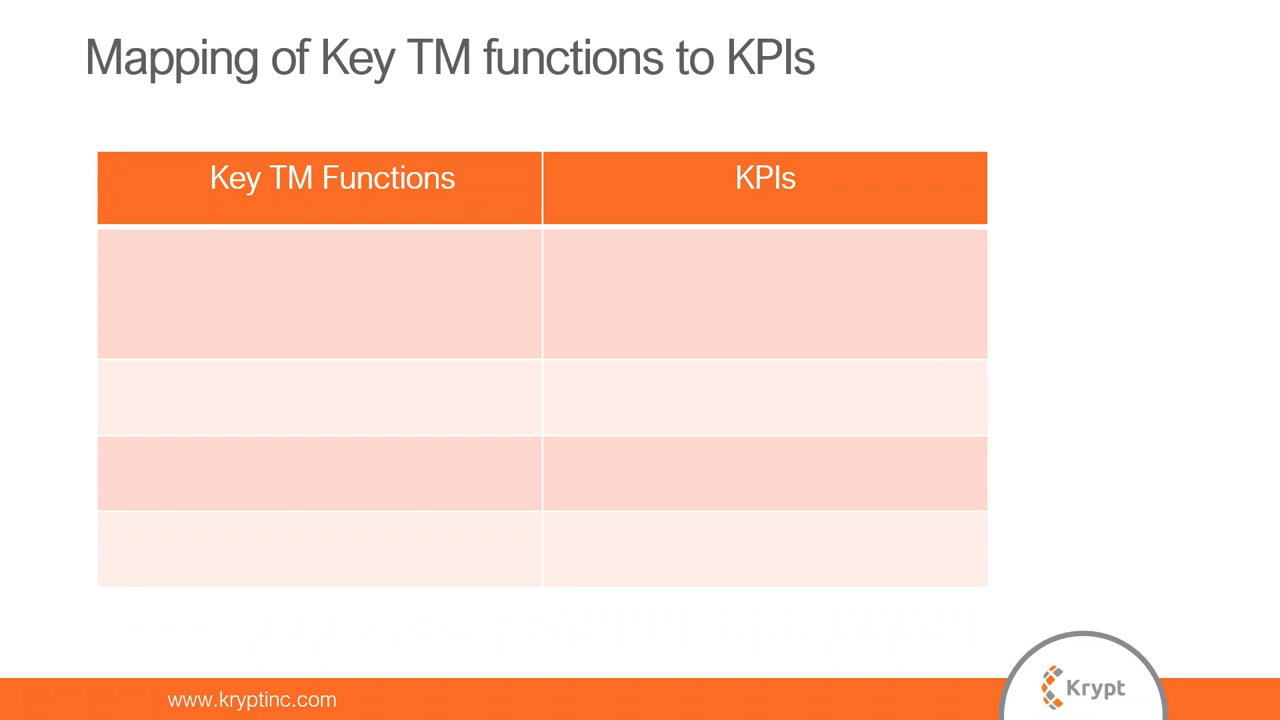 Mapping of Key TM functions to KPIs
Key TM Functions
KPIs
www.kryptinc.com
Krypt